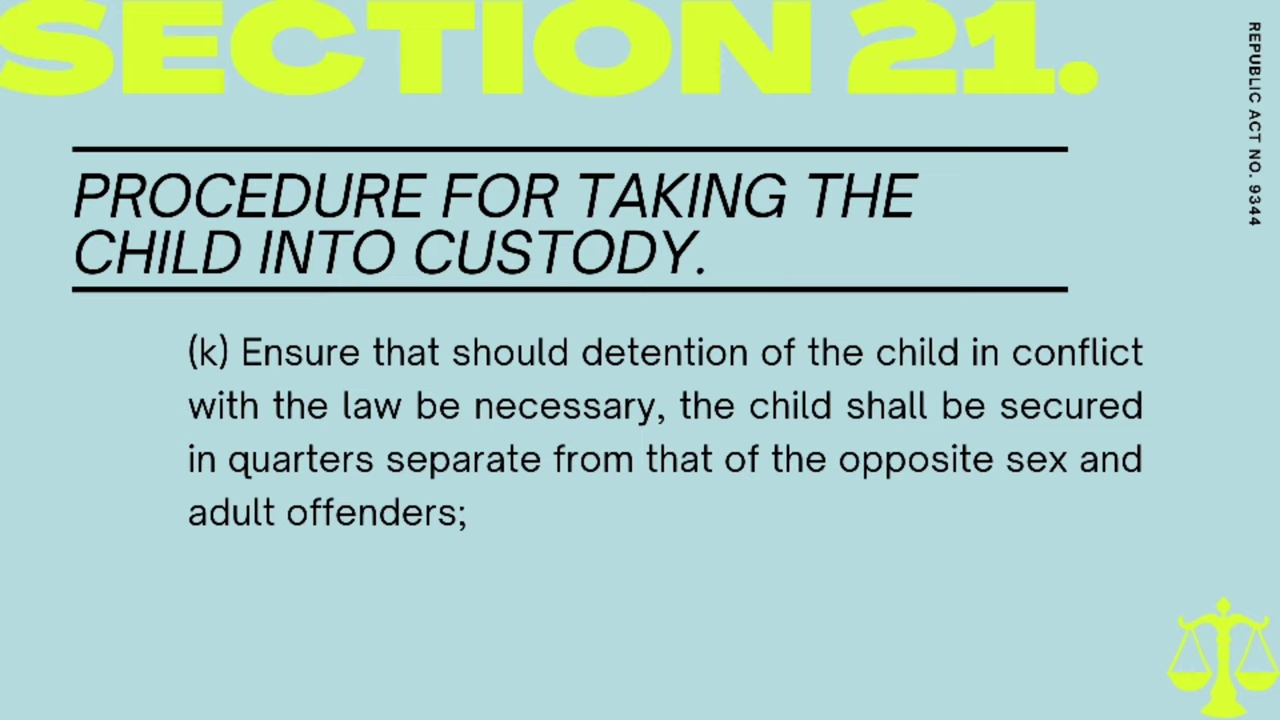 SECTION 21.
REPUBLIC ACT NO. 9344
PROCEDURE FOR TAKING THE
CHILD INTO CUSTODY.
(k) Ensure that should detention of the child in conflict
with the law be necessary, the child shall be secured
in quarters separate from that of the opposite sex and
adult offenders;